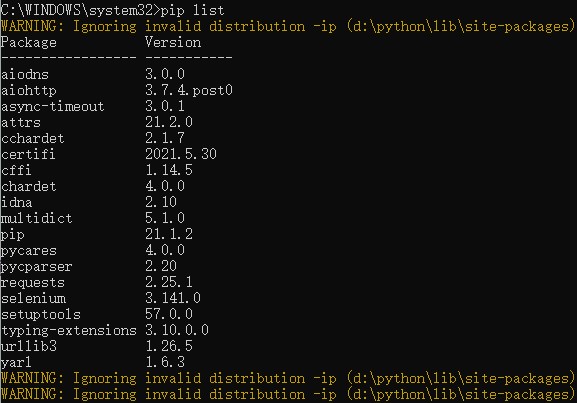 C:\WINDOWS\system32>pip list
WARNING: Ignoring invalid distribution -ip (d:\python\lib\site-packages)
Package           Version
----------------- -----------
aiodns            3.0.0
aiohttp           3.7.4.post0
async-timeout     3.0.1
attrs             21.2.0
cchardet          2.1.7
certifi           2021.5.30
cffi              1.14.5
chardet           4.0.0
idna              2.10
multidict         5.1.0
pip               21.1.2
pycares           4.0.0
pycparser         2.20
requests          2.25.1
selenium          3.141.0
setuptools        57.0.0
typing-extensions 3.10.0.0
urllib3           1.26.5
yarl              1.6.3
WARNING: Ignoring invalid distribution -ip (d:\python\lib\site-packages)
WARNING: Ignoring invalid distribution -ip (d:\python\lib\site-packages)